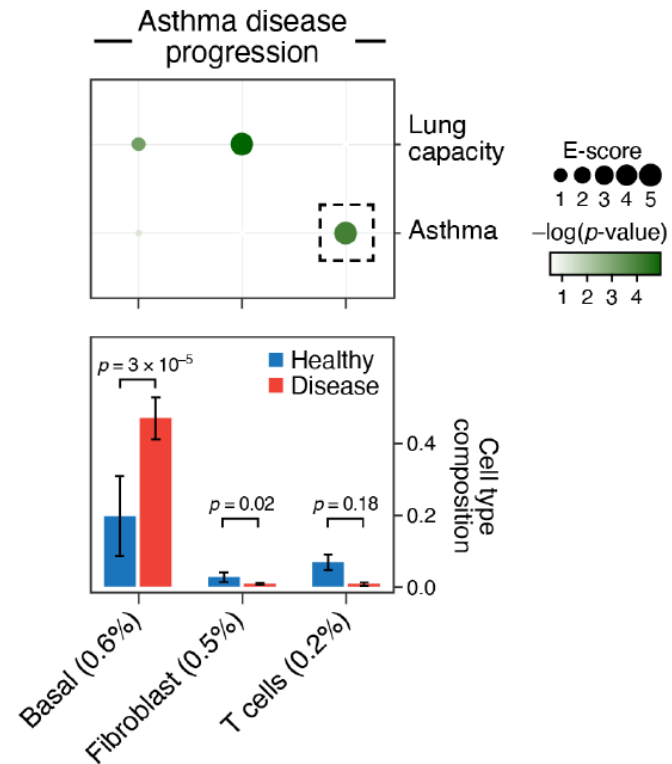 Asthma disease
progression
Lung
capacity
Asthma
E-score
1 2 3 4 5
–log(p-value)
1 2 3 4
p = 3 × 10⁻⁵
Healthy
Disease
p = 0.02
p = 0.18
0.4
0.2
0.0
Cell type
composition
Basal (0.6%)
Fibroblast (0.5%)
T cells (0.2%)